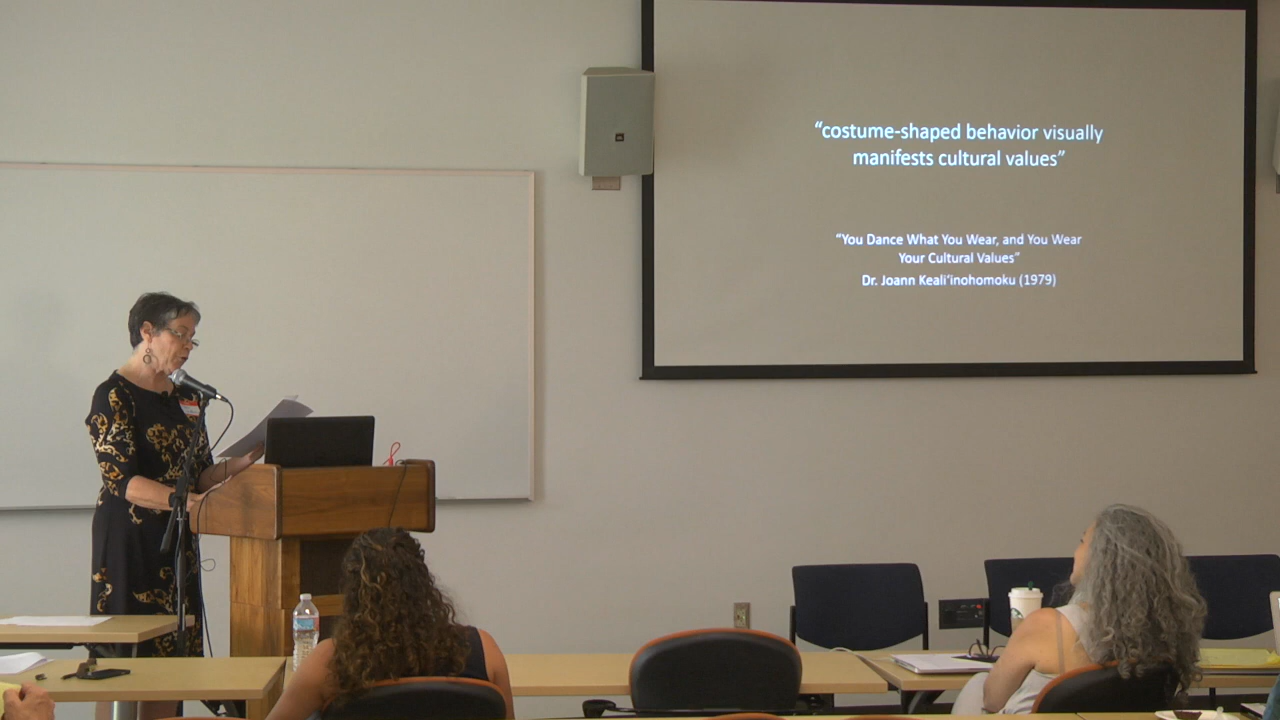 “costume-shaped behavior visually
manifests cultural values”
“You Dance What You Wear, and You Wear
Your Cultural Values”
Dr. Joann Keali’inohomoku (1979)
JBL